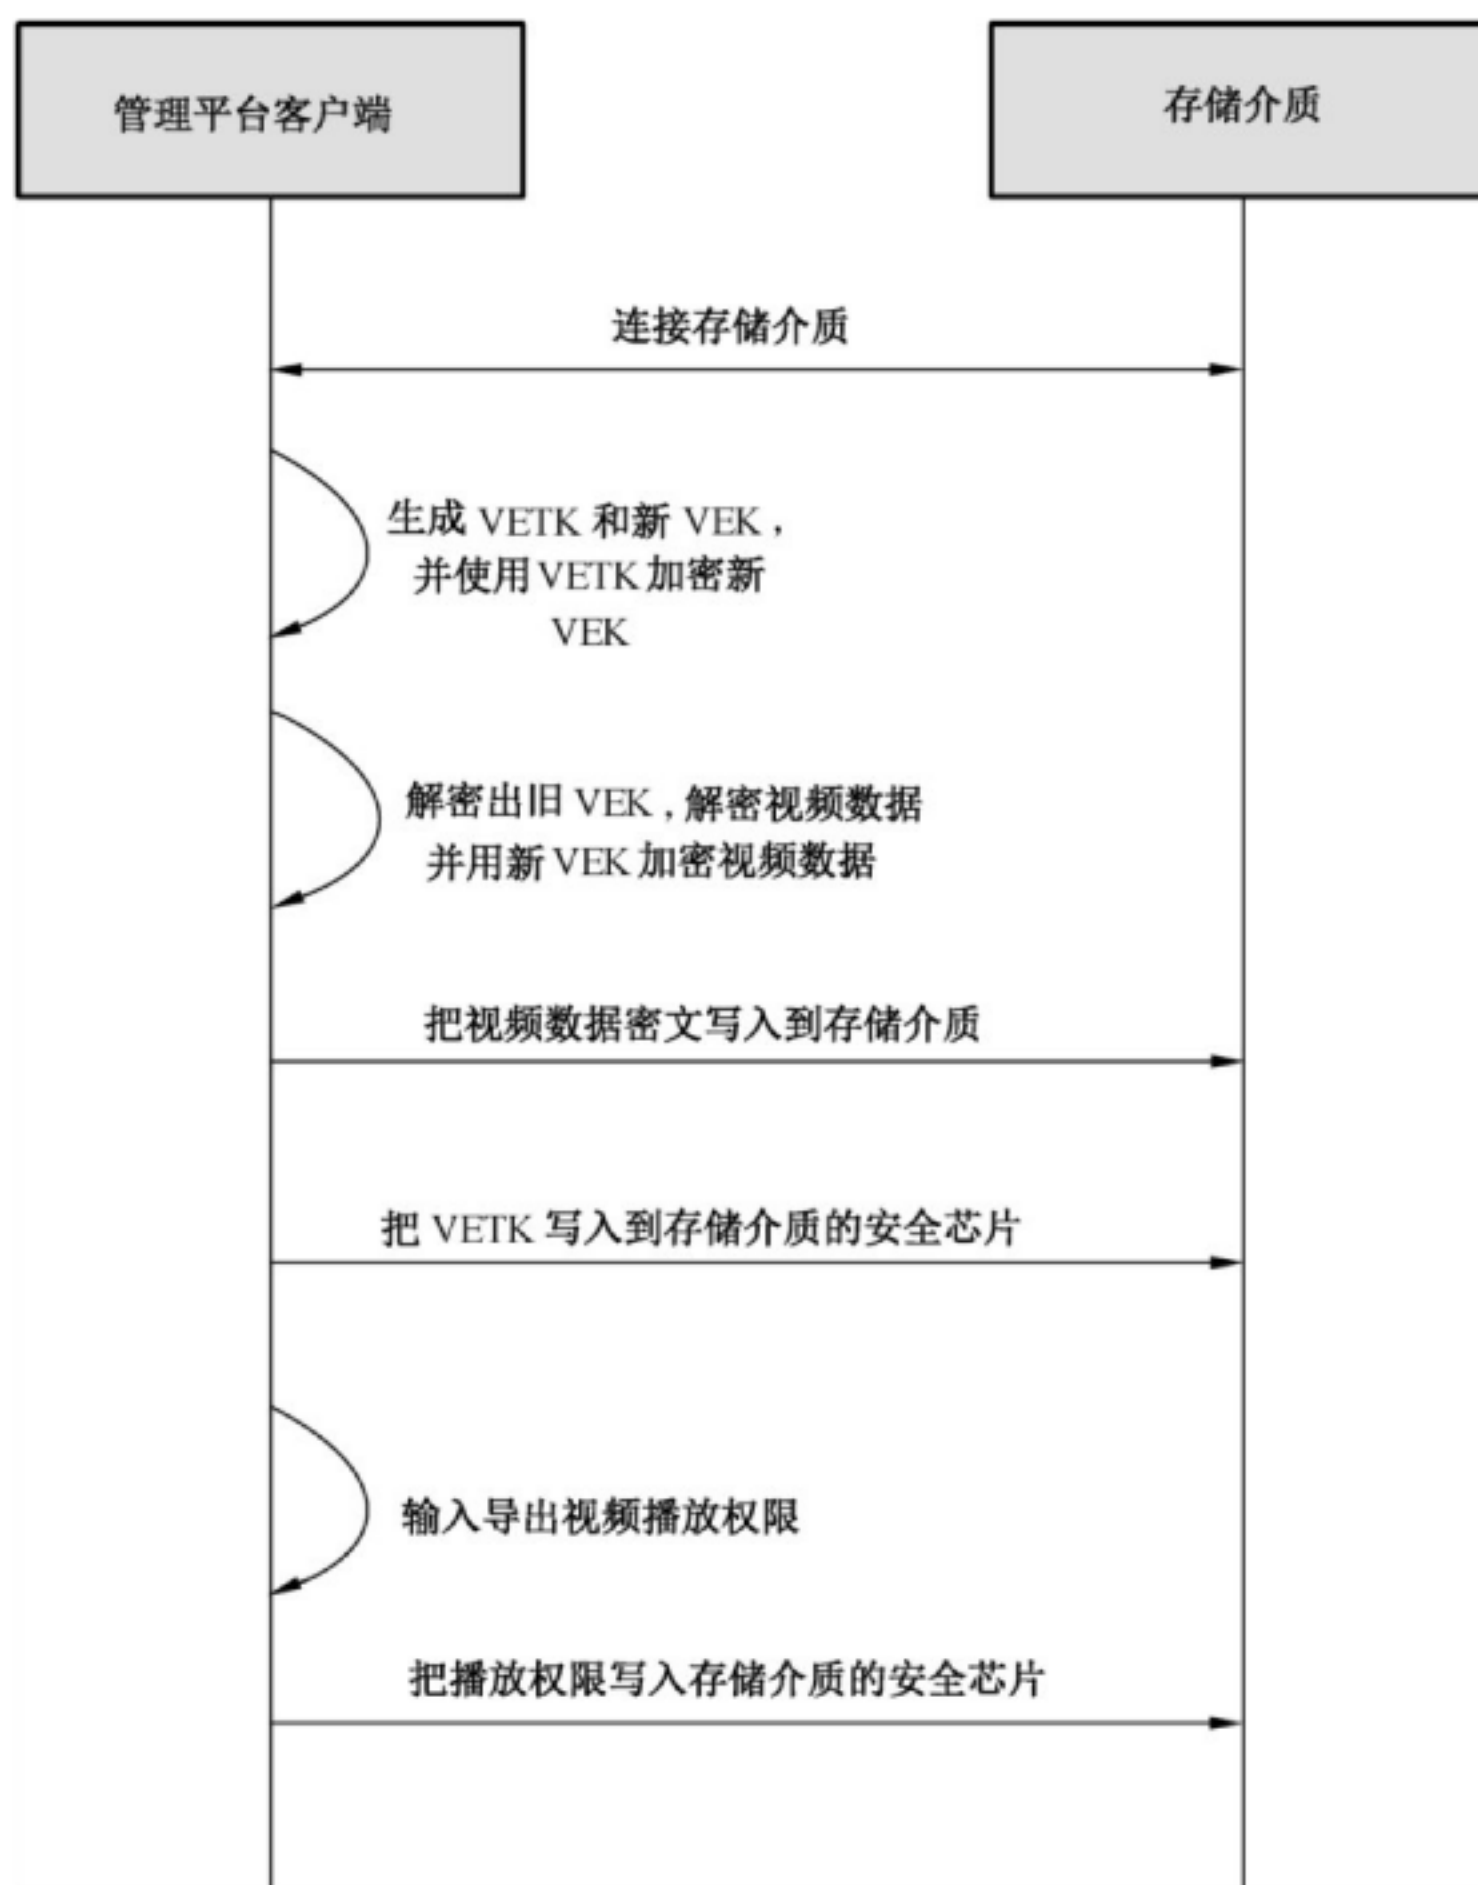 管理平台客户端
存储介质
连接存储介质
生成 VETK 和新 VEK，
并使用 VETK 加密新
VEK
解密出旧 VEK，解密视频数据
并用新 VEK 加密视频数据
把视频数据密文写入到存储介质
把 VETK 写入到存储介质的安全芯片
输入导出视频播放权限
把播放权限写入存储介质的安全芯片